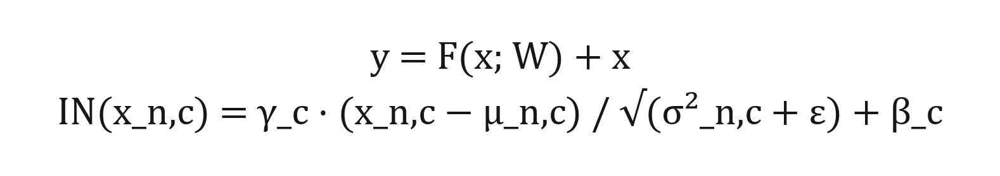 y = F(x; W) + x
IN(x_n,c) = γ_c · (x_n,c − μ_n,c) / √(σ²_n,c + ε) + β_c